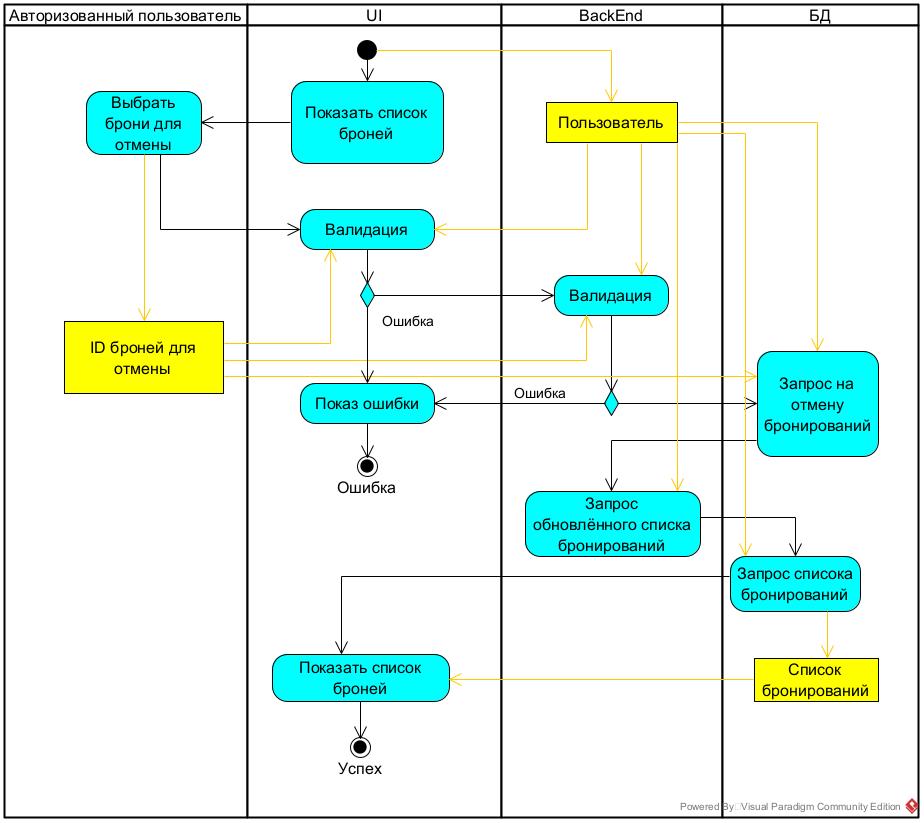 Авторизованный пользователь
UI
BackEnd
БД
Показать список
броней
Выбрать
брони для
отмены
Пользователь
Валидация
Валидация
Ошибка
ID броней для
отмены
Показ ошибки
Ошибка
Запрос на
отмену
бронирований
Ошибка
Запрос
обновлённого списка
бронирований
Запрос списока
бронирований
Показать список
броней
Список
бронирований
Успех
Powered By Visual Paradigm Community Edition